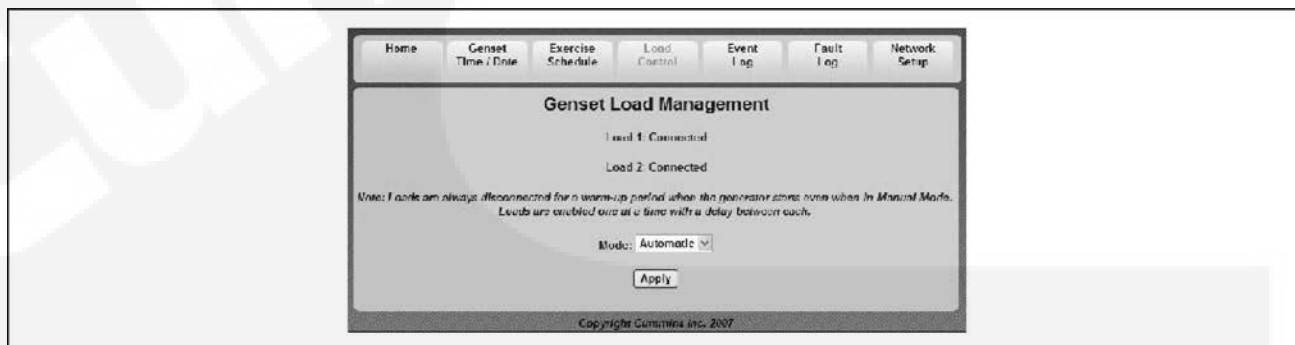 Home Genset Exercise Load Event Fault Network
Time / Date Schedule Control Log Log Setup
Genset Load Management
Load 1: Connected
Load 2: Connected
Note: Loads are always disconnected for a warm-up period when the generator starts even when in Manual Mode.
Loads are enabled one at a time with a delay between each.
Mode: Automatic
Apply
Copyright Cummins Inc. 2007